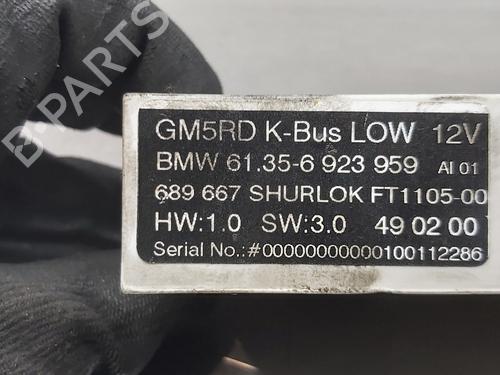 B-PARTS
GM5RD K-Bus LOW 12V
BMW 61.35-6 923 959 AI 01
689 667 SHURLOK FT1105-00
HW:1.0 SW:3.0 49 02 00
Serial No.:#00000000000100112286